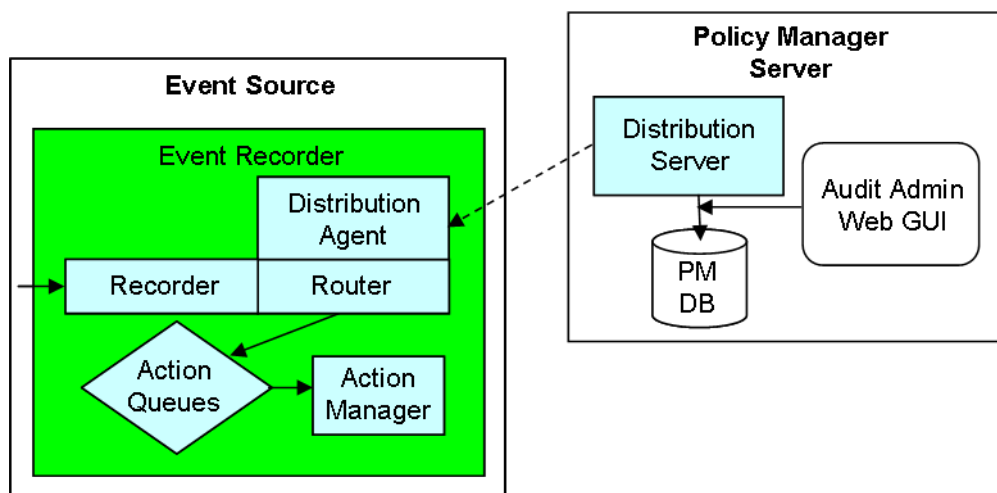 Event Source
Event Recorder
Distribution
Agent
Recorder
Router
Action
Queues
Action
Manager
Policy Manager
Server
Distribution
Server
Audit Admin
Web GUI
PM
DB